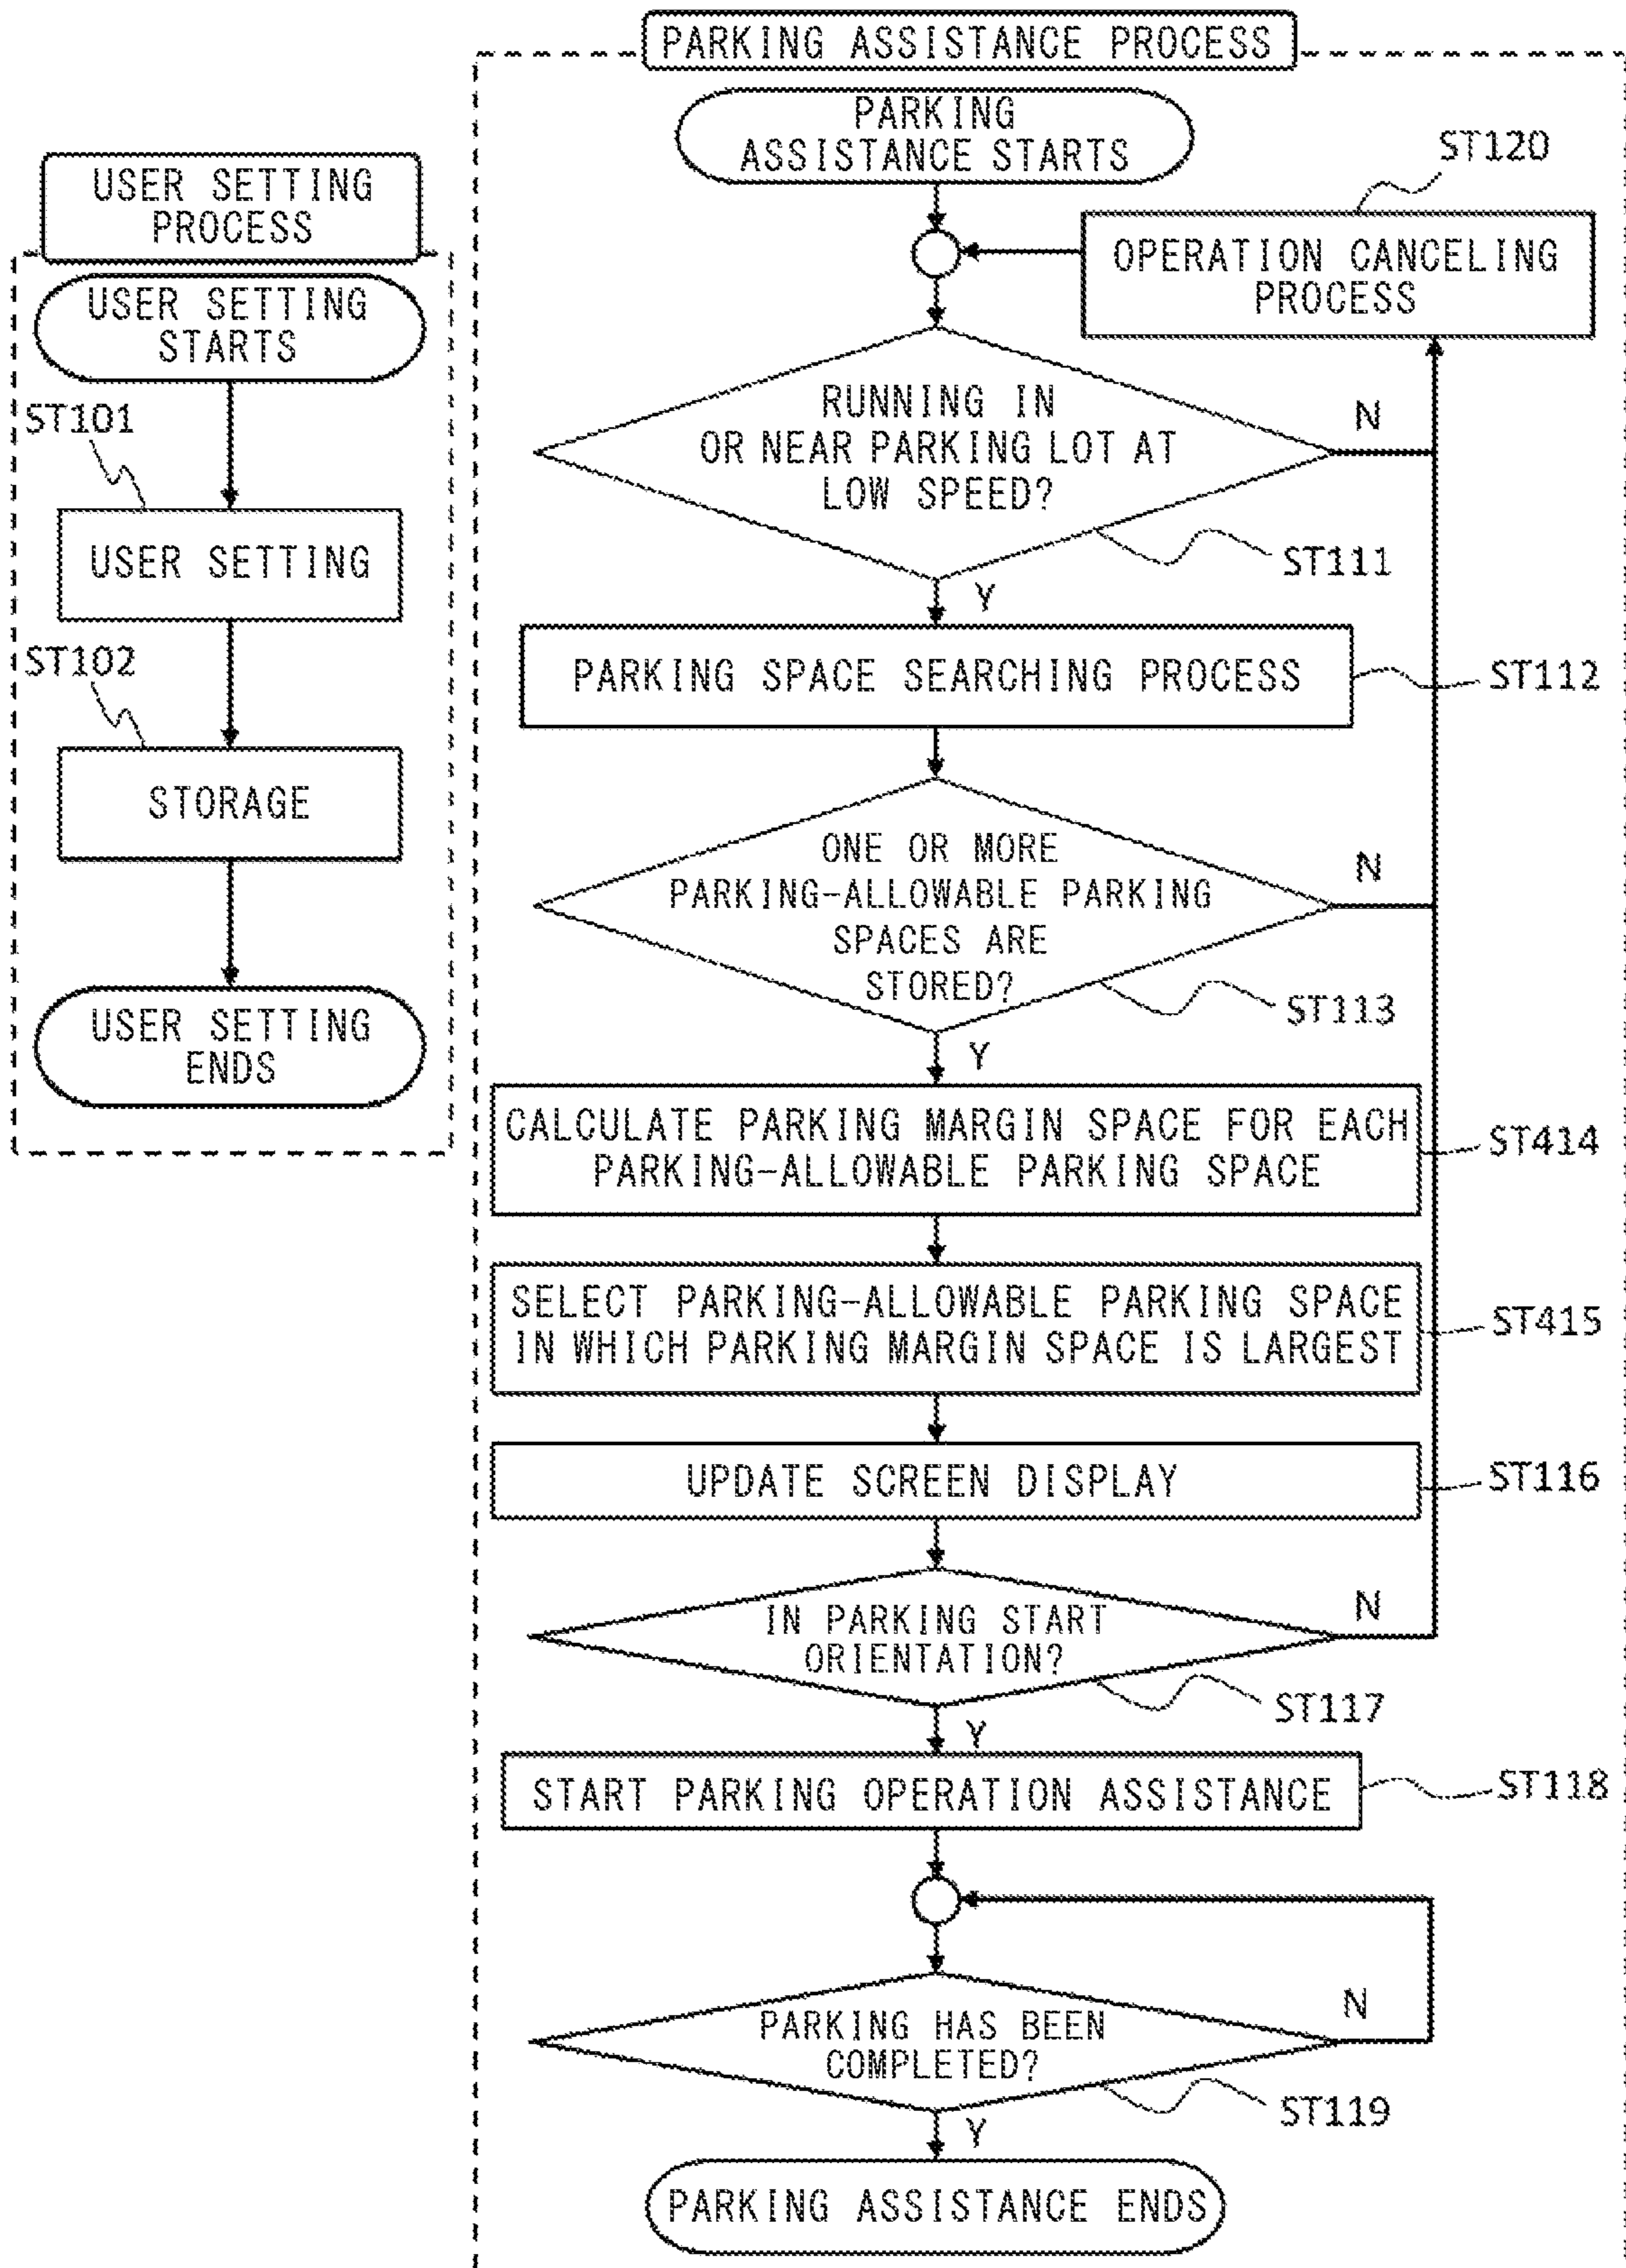 PARKING ASSISTANCE PROCESS
USER SETTING
PROCESS
USER SETTING
STARTS
ST101
USER SETTING
ST102
STORAGE
USER SETTING
ENDS
PARKING
ASSISTANCE STARTS
ST120
OPERATION CANCELING
PROCESS
RUNNING IN
OR NEAR PARKING LOT AT
LOW SPEED?
N
ST111
Y
PARKING SPACE SEARCHING PROCESS
ST112
ONE OR MORE
PARKING-ALLOWABLE PARKING
SPACES ARE
STORED?
N
ST113
Y
CALCULATE PARKING MARGIN SPACE FOR EACH
PARKING-ALLOWABLE PARKING SPACE
ST414
SELECT PARKING-ALLOWABLE PARKING SPACE
IN WHICH PARKING MARGIN SPACE IS LARGEST
ST415
UPDATE SCREEN DISPLAY
ST116
IN PARKING START
ORIENTATION?
N
ST117
Y
START PARKING OPERATION ASSISTANCE
ST118
PARKING HAS BEEN
COMPLETED?
N
ST119
Y
PARKING ASSISTANCE ENDS